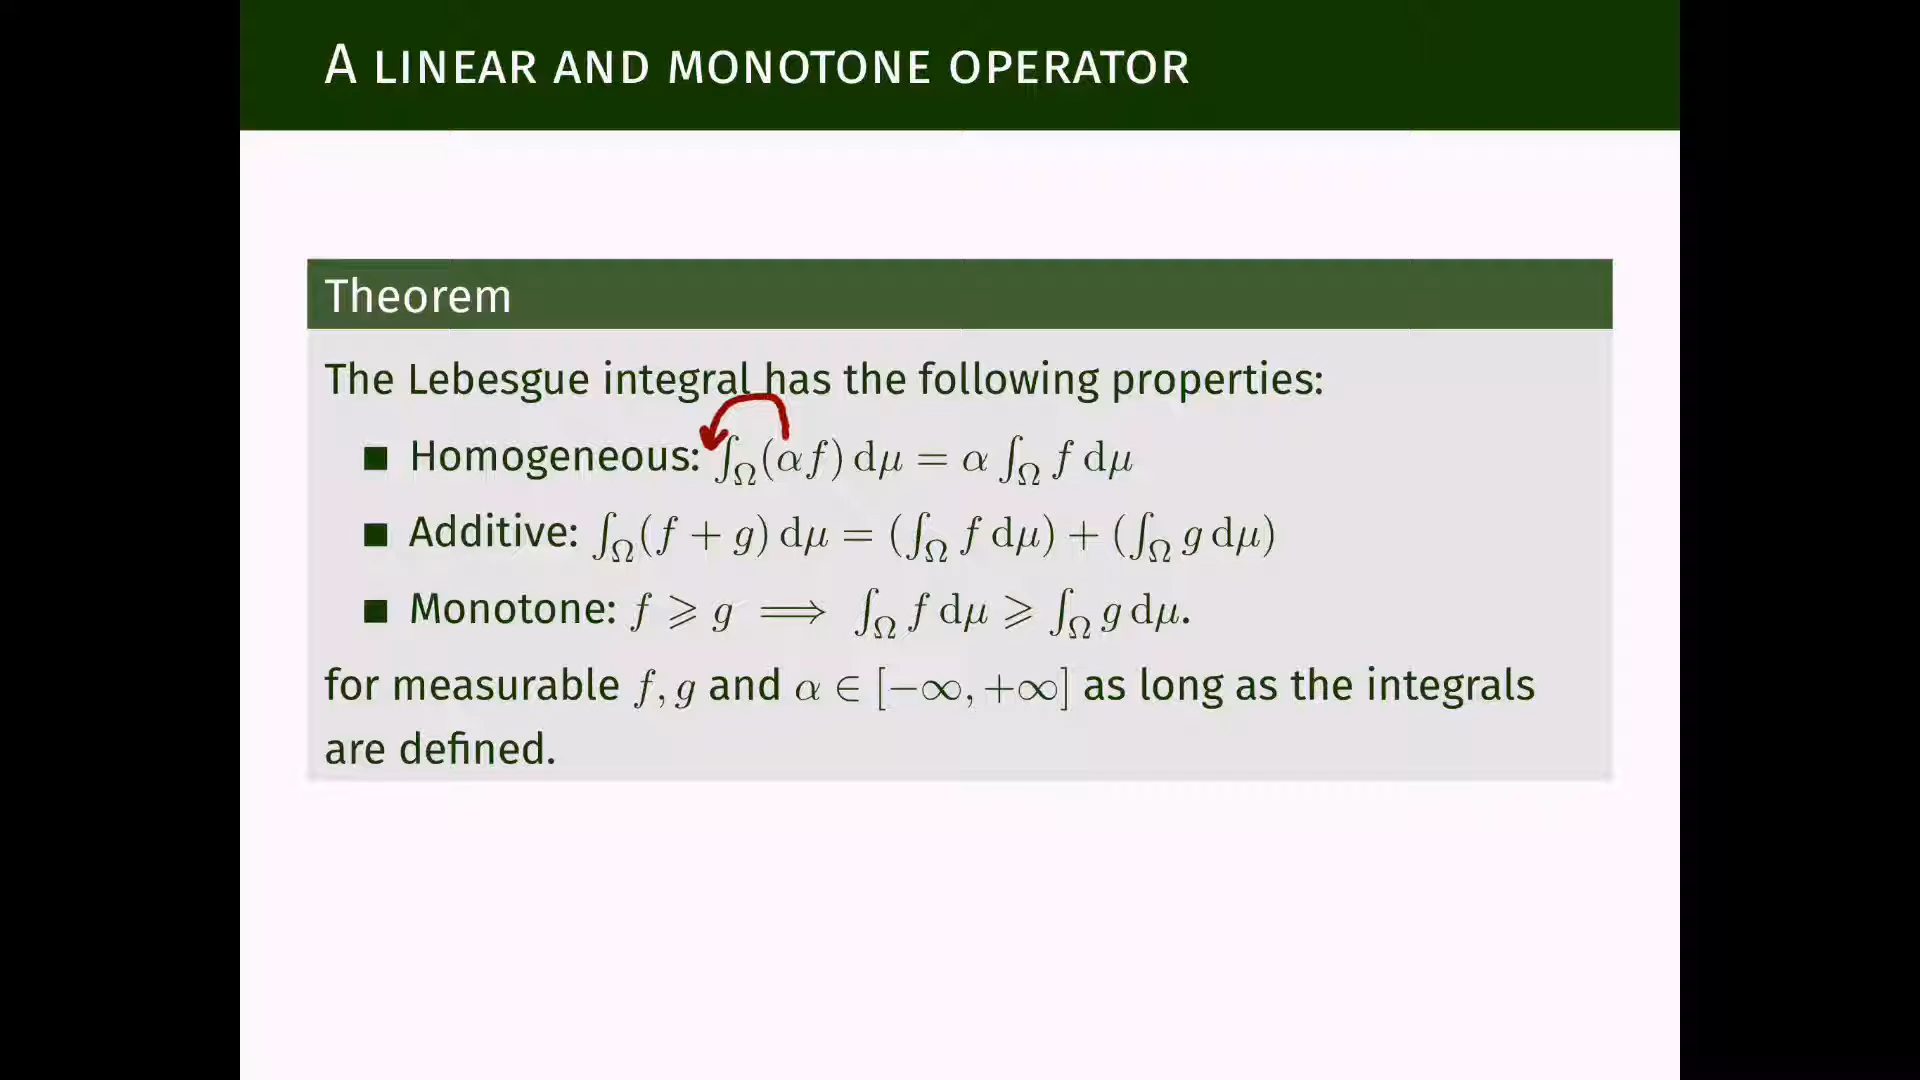 A LINEAR AND MONOTONE OPERATOR
Theorem
The Lebesgue integral has the following properties:
■ Homogeneous: ∫_Ω(αf) dμ = α ∫_Ω f dμ
■ Additive: ∫_Ω(f + g) dμ = (∫_Ω f dμ) + (∫_Ω g dμ)
■ Monotone: f ⩾ g ⟹ ∫_Ω f dμ ⩾ ∫_Ω g dμ.
for measurable f, g and α ∈ [−∞, +∞] as long as the integrals
are defined.